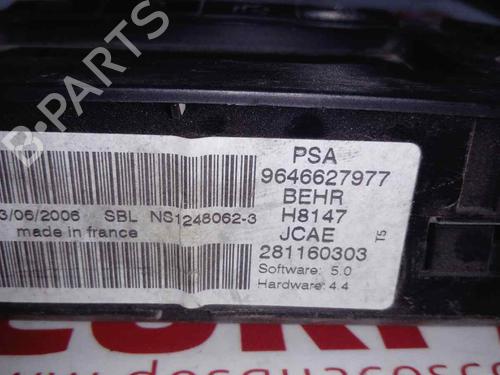 PSA
9646627977
BEHR
H8147
JCAE
281160303
Software: 5.0
Hardware: 4.4
T5
3/06/2006 SBL NS1248062-3
made in france